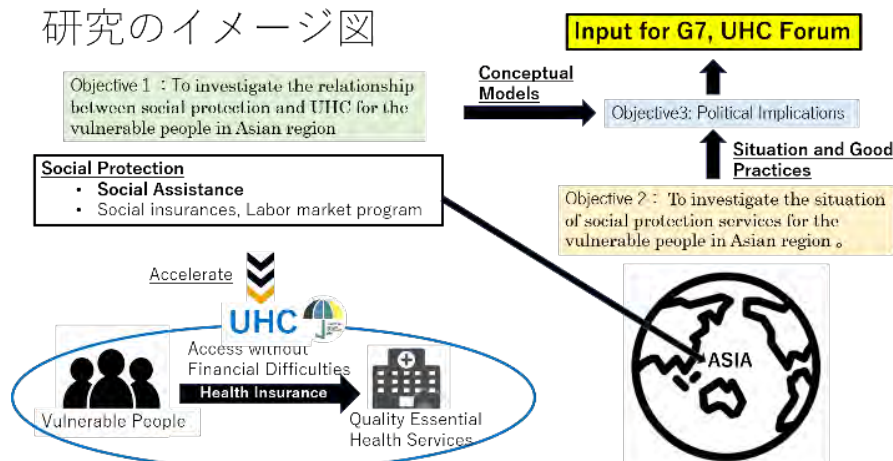 研究のイメージ図
Input for G7, UHC Forum
Objective 1 :To investigate the relationship
between social protection and UHC for the
vulnerable people in Asian region
Conceptual
Models
Objective3: Political Implications
Situation and Good
Practices
Social Protection
• Social Assistance
• Social insurances, Labor market program
Objective 2: To investigate the situation
of social protection services for the
vulnerable people in Asian region 。
Accelerate
UHC
Access without
Financial Difficulties
Health Insurance
Vulnerable People
Quality Essential
Health Services
ASIA